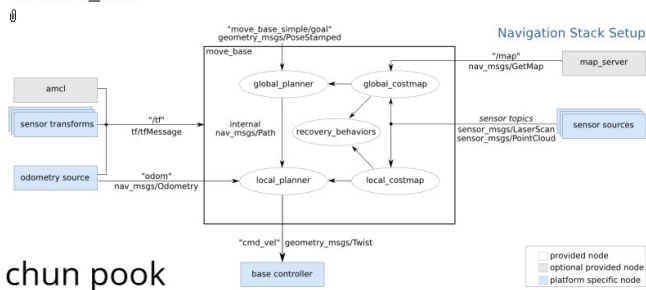 "move_base_simple/goal"
geometry_msgs/PoseStamped
Navigation Stack Setup
move_base
"/map"
nav_msgs/GetMap
map_server
amcl
global_planner
global_costmap
sensor transforms
"/tf"
tf/tfMessage
internal
nav_msgs/Path
recovery_behaviors
sensor topics
sensor_msgs/LaserScan
sensor_msgs/PointCloud
sensor sources
odometry source
"odom"
nav_msgs/Odometry
local_planner
local_costmap
"cmd_vel" geometry_msgs/Twist
base controller
provided node
optional provided node
platform specific node
chun pook